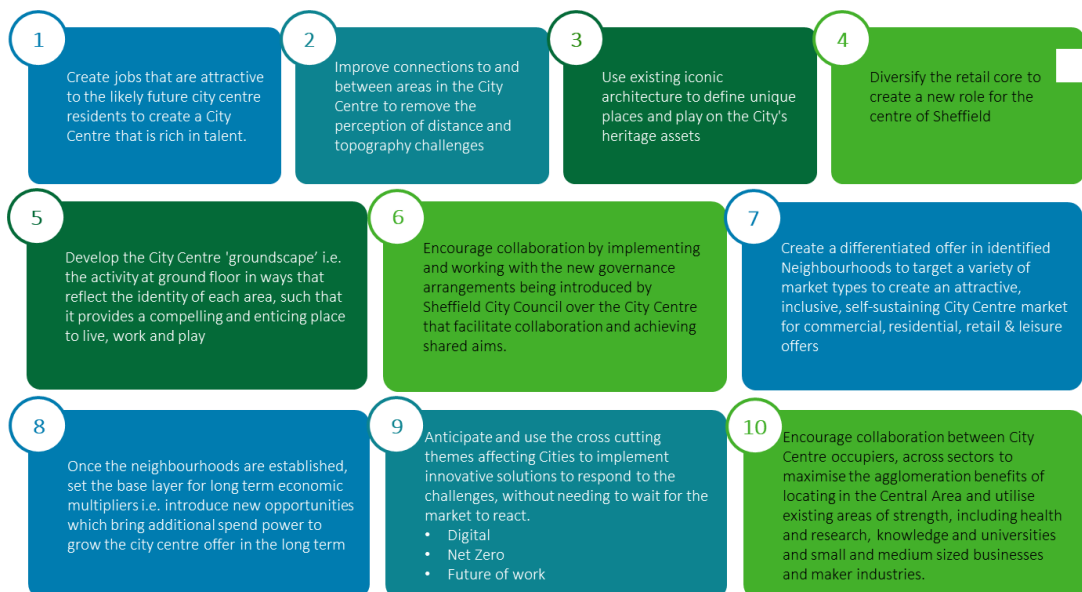 1
Create jobs that are attractive
to the likely future city centre
residents to create a City
Centre that is rich in talent.
2
Improve connections to and
between areas in the City
Centre to remove the
perception of distance and
topography challenges
3
Use existing iconic
architecture to define unique
places and play on the City's
heritage assets
4
Diversify the retail core to
create a new role for the
centre of Sheffield
5
Develop the City Centre 'groundscape’ i.e.
the activity at ground floor in ways that
reflect the identity of each area, such that
it provides a compelling and enticing place
to live, work and play
6
Encourage collaboration by implementing
and working with the new governance
arrangements being introduced by
Sheffield City Council over the City Centre
that facilitate collaboration and achieving
shared aims.
7
Create a differentiated offer in identified
Neighbourhoods to target a variety of
market types to create an attractive,
inclusive, self-sustaining City Centre market
for commercial, residential, retail & leisure
offers
8
Once the neighbourhoods are established,
set the base layer for long term economic
multipliers i.e. introduce new opportunities
which bring additional spend power to
grow the city centre offer in the long term
9
Anticipate and use the cross cutting
themes affecting Cities to implement
innovative solutions to respond to the
challenges, without needing to wait for the
market to react.
• Digital
• Net Zero
• Future of work
10
Encourage collaboration between City
Centre occupiers, across sectors to
maximise the agglomeration benefits of
locating in the Central Area and utilise
existing areas of strength, including health
and research, knowledge and universities
and small and medium sized businesses
and maker industries.